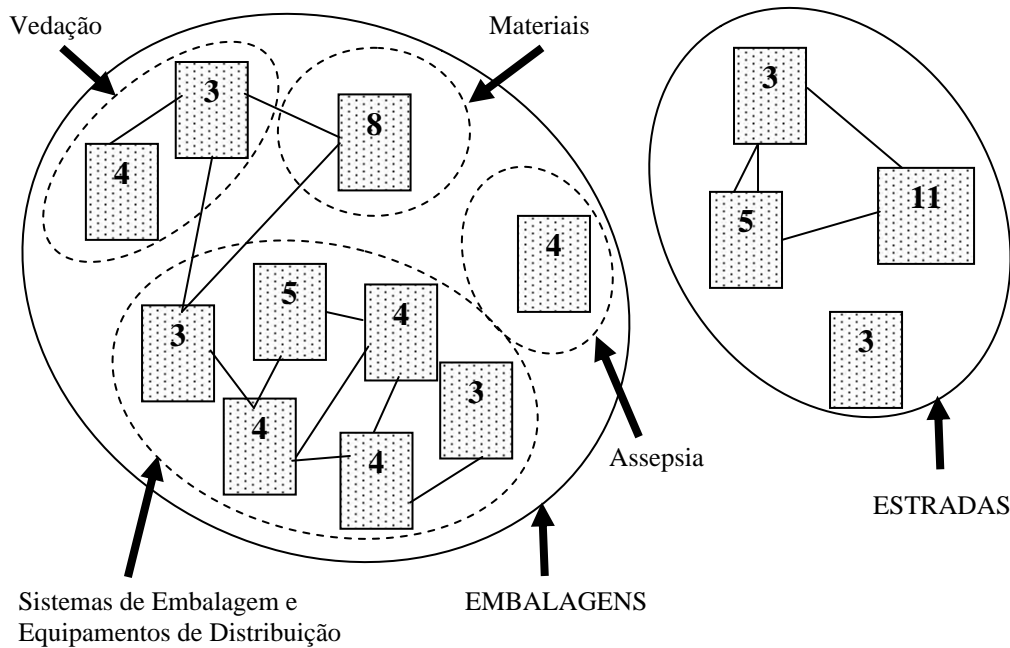 Vedação
Materiais
3
8
4
3
5
11
4
3
5
4
3
4
4
3
Assepsia
ESTRADAS
Sistemas de Embalagem e
Equipamentos de Distribuição
EMBALAGENS
3